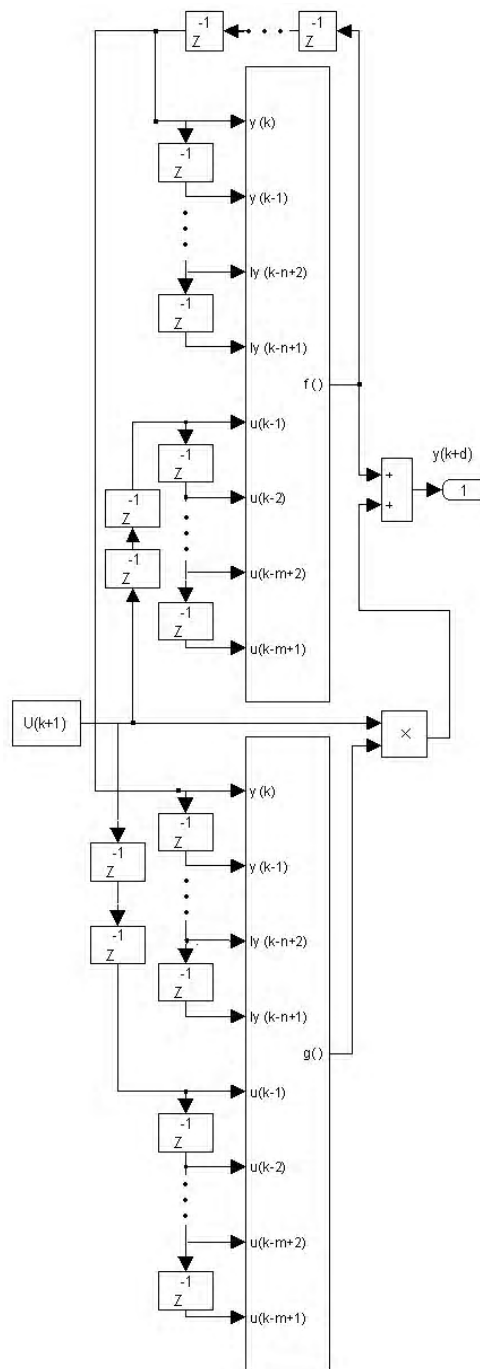 -1
Z
-1
Z
y (k)
-1
Z
y (k-1)
ly (k-n+2)
-1
Z
ly (k-n+1)
f ()
u(k-1)
-1
Z
y(k+d)
+
1
-1
Z
u(k-2)
+
-1
Z
u(k-m+2)
-1
Z
u(k-m+1)
U(k+1)
×
y (k)
-1
Z
-1
Z
y (k-1)
-1
Z
ly (k-n+2)
-1
Z
ly (k-n+1)
g()
u(k-1)
-1
Z
u(k-2)
u(k-m+2)
-1
Z
u(k-m+1)